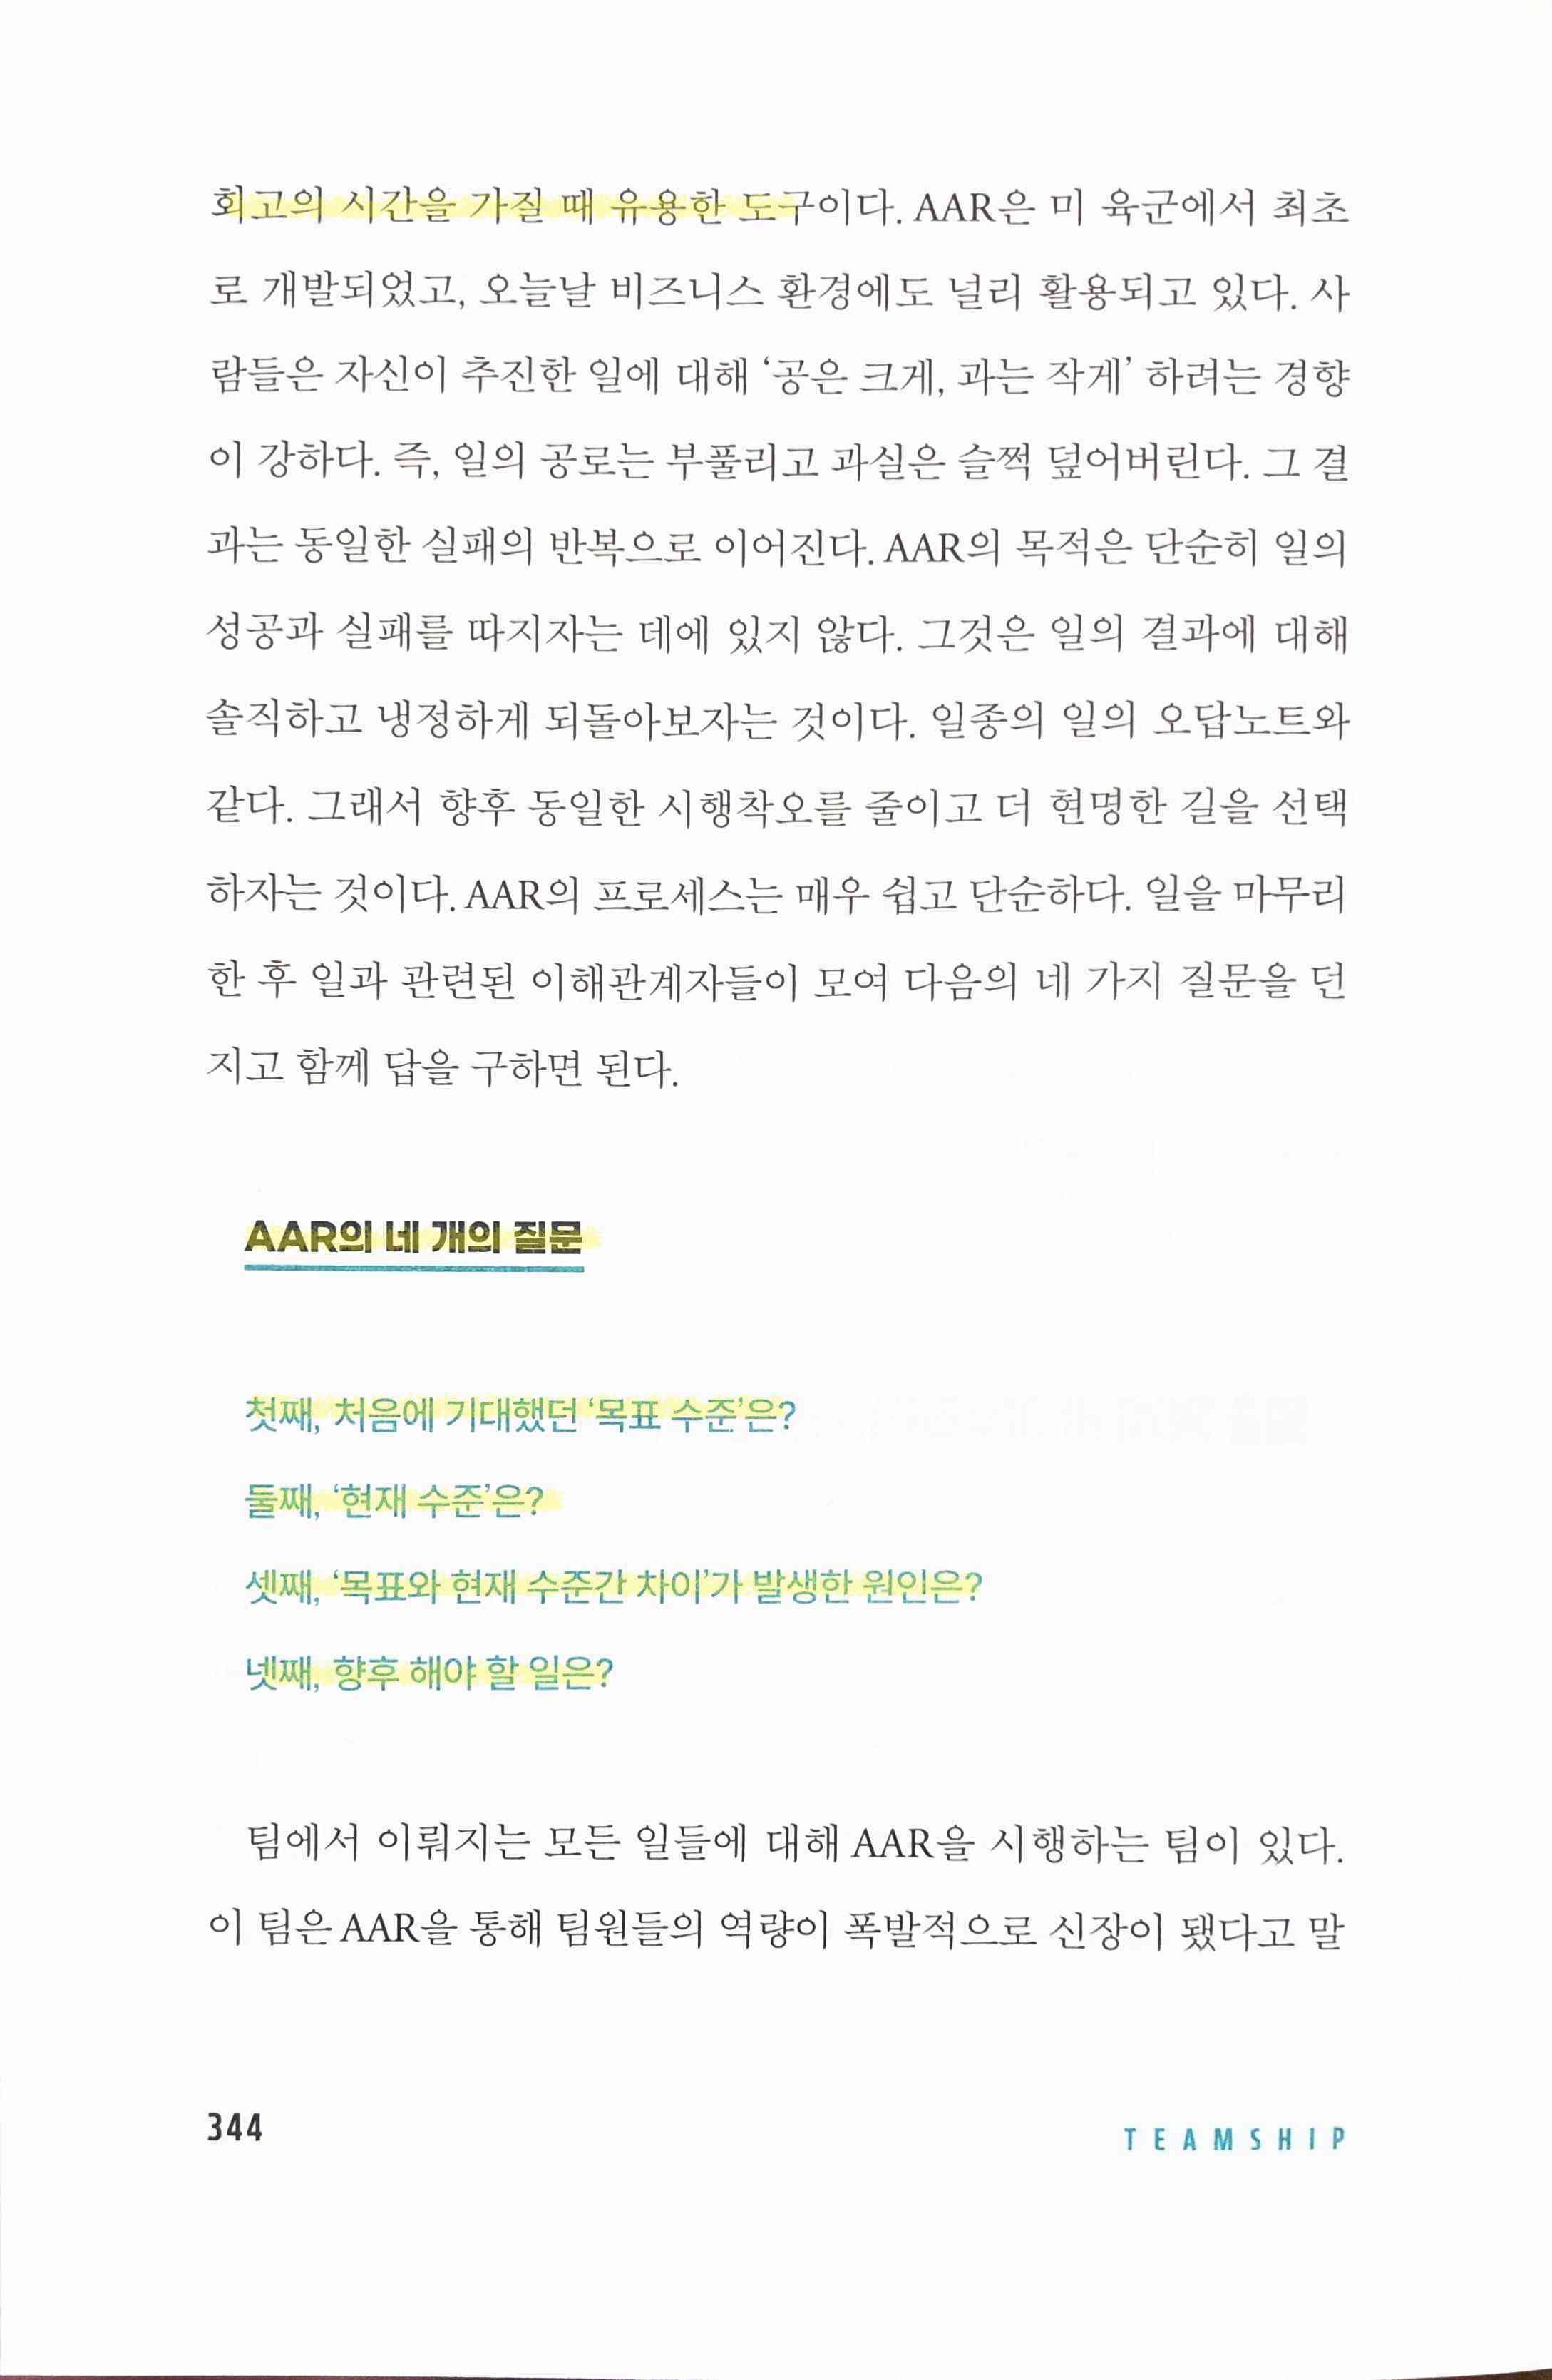 회고의 시간을 가질 때 유용한 도구이다. AAR은 미 육군에서 최초
로 개발되었고, 오늘날 비즈니스 환경에도 널리 활용되고 있다. 사
람들은 자신이 추진한 일에 대해 ‘공은 크게, 과는 작게’ 하려는 경향
이 강하다. 즉, 일의 공로는 부풀리고 과실은 슬쩍 덮어버린다. 그 결
과는 동일한 실패의 반복으로 이어진다. AAR의 목적은 단순히 일의
성공과 실패를 따지자는 데에 있지 않다. 그것은 일의 결과에 대해
솔직하고 냉정하게 되돌아보자는 것이다. 일종의 일의 오답노트와
같다. 그래서 향후 동일한 시행착오를 줄이고 더 현명한 길을 선택
하자는 것이다. AAR의 프로세스는 매우 쉽고 단순하다. 일을 마무리
한 후 일과 관련된 이해관계자들이 모여 다음의 네 가지 질문을 던
지고 함께 답을 구하면 된다.
AAR의 네 개의 질문
첫째, 처음에 기대했던 ‘목표 수준’은?
둘째, ‘현재 수준’은?
셋째, ‘목표와 현재 수준간 차이’가 발생한 원인은?
넷째, 향후 해야 할 일은?
팀에서 이뤄지는 모든 일들에 대해 AAR을 시행하는 팀이 있다.
이 팀은 AAR을 통해 팀원들의 역량이 폭발적으로 신장이 됐다고 말
344
TEAMSHIP